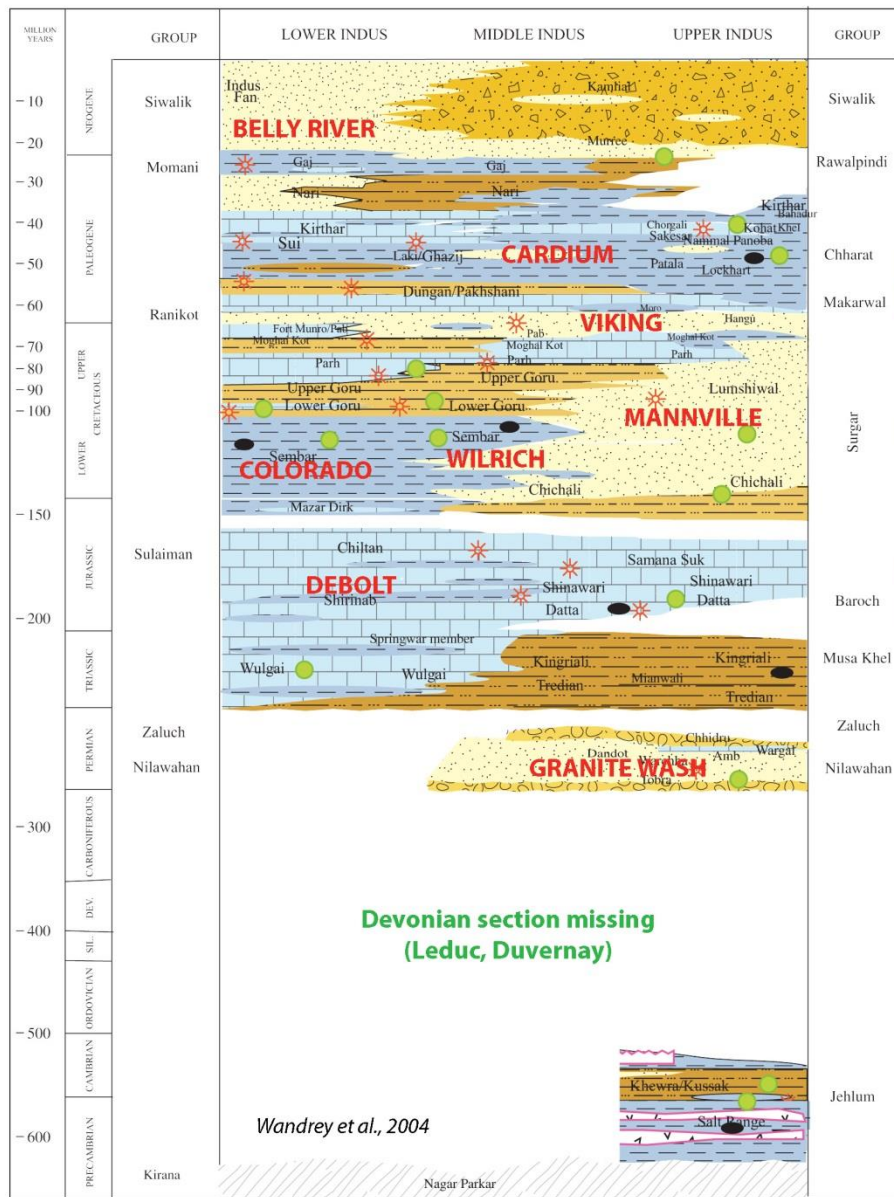 MILLION
YEARS
GROUP
LOWER INDUS
MIDDLE INDUS
UPPER INDUS
GROUP
NEOGENE
PALEOGENE
UPPER
CRETACEOUS
LOWER
JURASSIC
TRIASSIC
PERMIAN
CARBONIFEROUS
DEV.
SIL.
ORDOVICIAN
CAMBRIAN
PRECAMBRIAN
10
20
30
40
50
60
70
80
90
100
150
200
300
400
500
600
Siwalik
Momani
Ranikot
Sulaiman
Zaluch
Nilawahan
Kirana
Indus
Fan
Kamlial
BELLY RIVER
Murree
Gaj
Gaj
Nari
Nari
Kirthar
Bahadur
Khel
Kirthar
Chorgali
Kohat
Sui
Sakesar
Nammal Panoba
Laki/Ghazij
CARDIUM
Patala
Lockhart
Dungan/Pakhshani
Moro
Hangu
VIKING
Fort Munro/Pab
Pab
Moghal Kot
Moghal Kot
Moghal Kot
Parh
Parh
Parh
Upper Goru
Upper Goru
Lumshiwal
Lower Goru
Lower Goru
MANNVILLE
Sembar
Sembar
COLORADO
WILRICH
Chichali
Chichali
Mazar Dirk
Chiltan
Samana Suk
DEBOLT
Shinawari
Shinawari
Shirinab
Datta
Datta
Springwar member
Wulgai
Wulgai
Kingriali
Kingriali
Tredian
Mianwali
Tredian
Chhidru
Dandot
Amb
Wargal
Warchha
GRANITE WASH
Tobra
Devonian section missing
(Leduc, Duvernay)
Khewra/Kussak
Salt Range
Wandrey et al., 2004
Nagar Parkar
Siwalik
Rawalpindi
Chharat
Makarwal
Surgar
Baroch
Musa Khel
Zaluch
Nilawahan
Jehlum